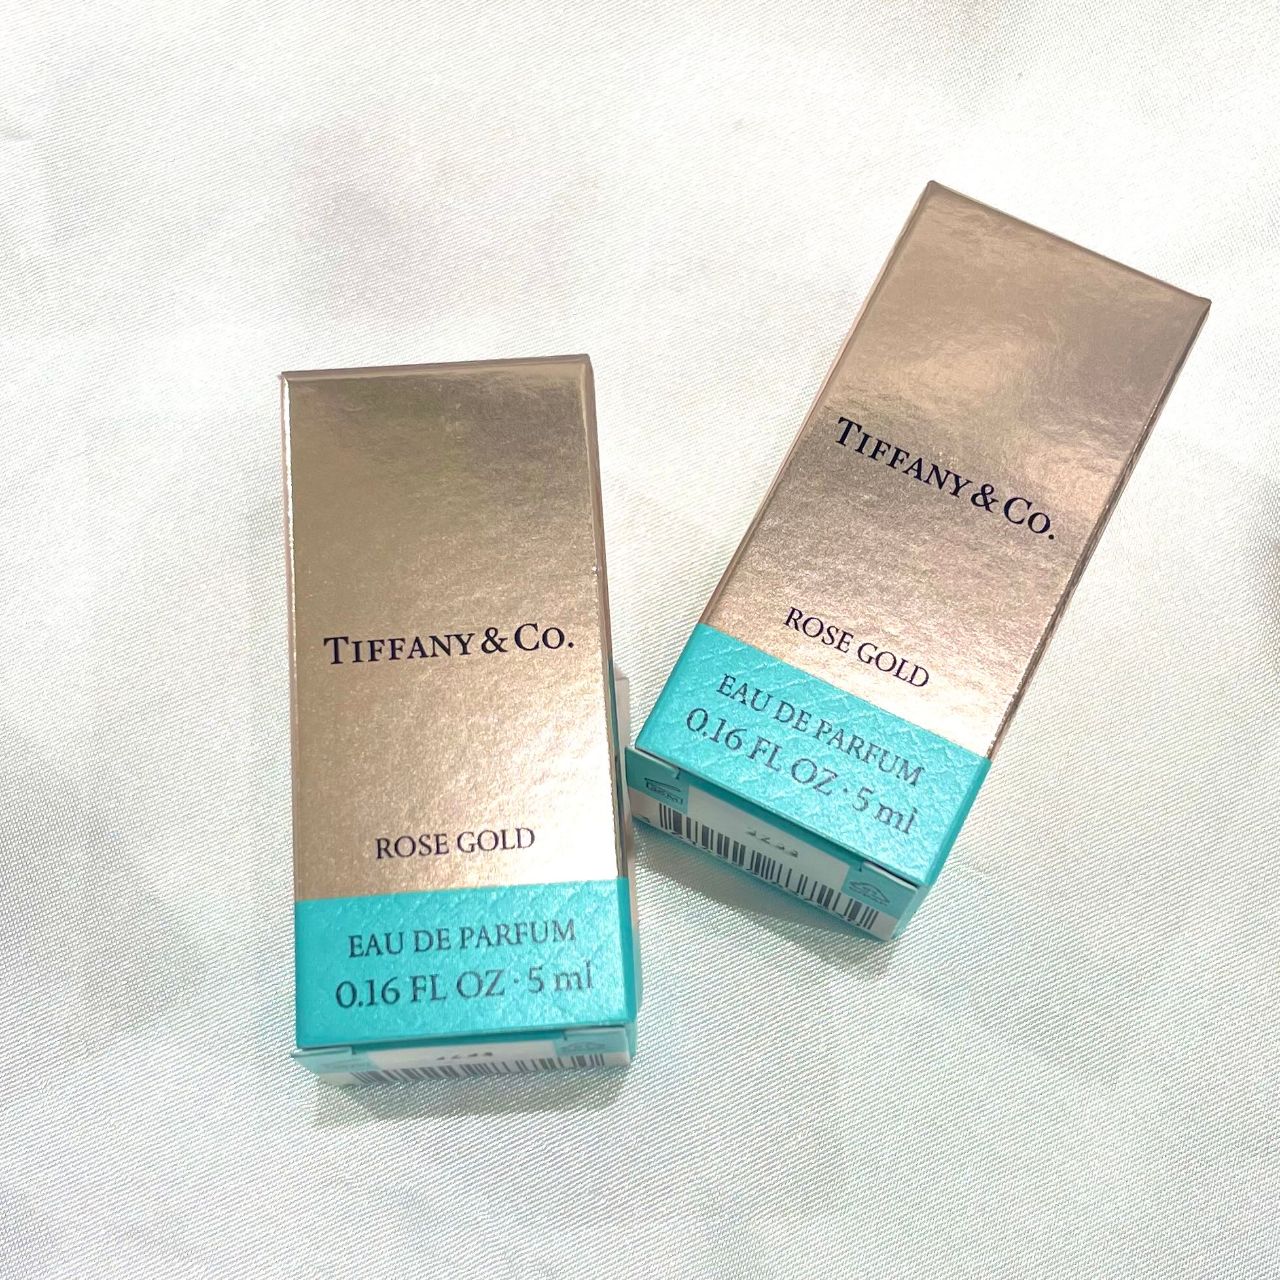 TIFFANY & CO.
ROSE GOLD
EAU DE PARFUM
0.16 FL OZ · 5 ml
TIFFANY & CO.
ROSE GOLD
EAU DE PARFUM
0.16 FL OZ · 5 ml